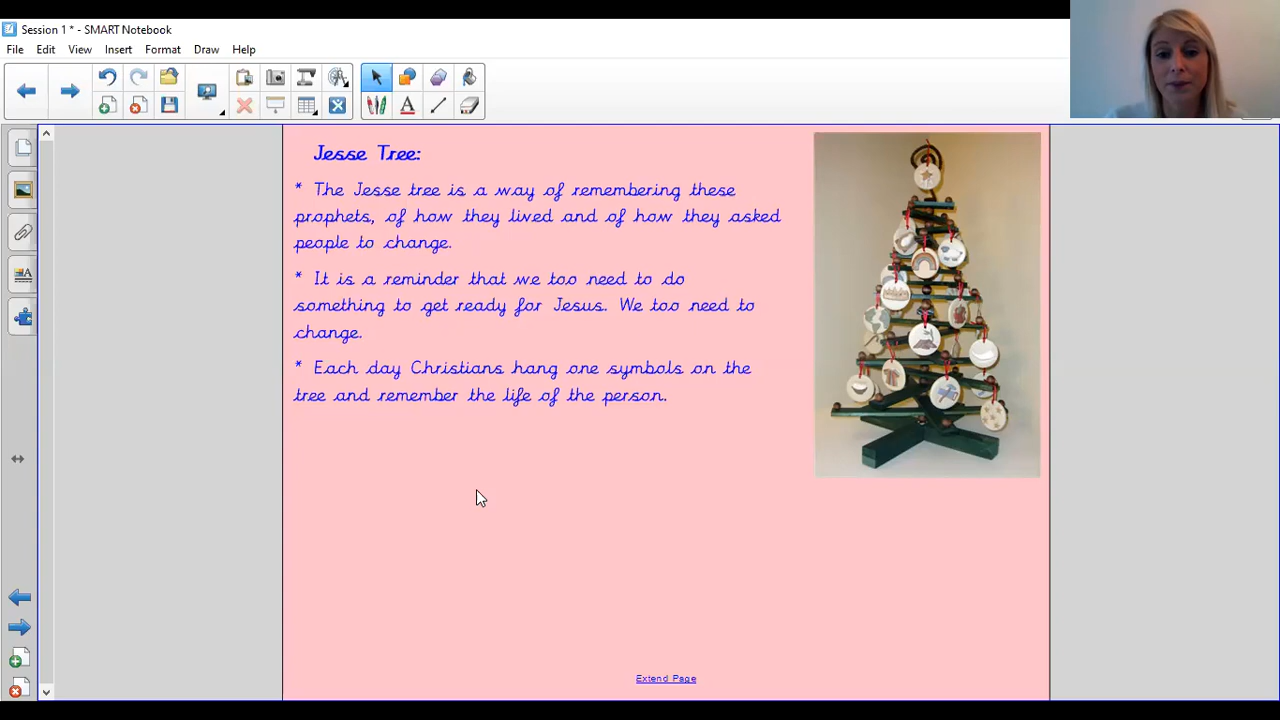 Session 1 * - SMART Notebook
File Edit View Insert Format Draw Help
Jesse Tree:
* The Jesse tree is a way of remembering these
prophets, of how they lived and of how they asked
people to change.
* It is a reminder that we too need to do
something to get ready for Jesus. We too need to
change.
* Each day Christians hang one symbols on the
tree and remember the life of the person.
Extend Page